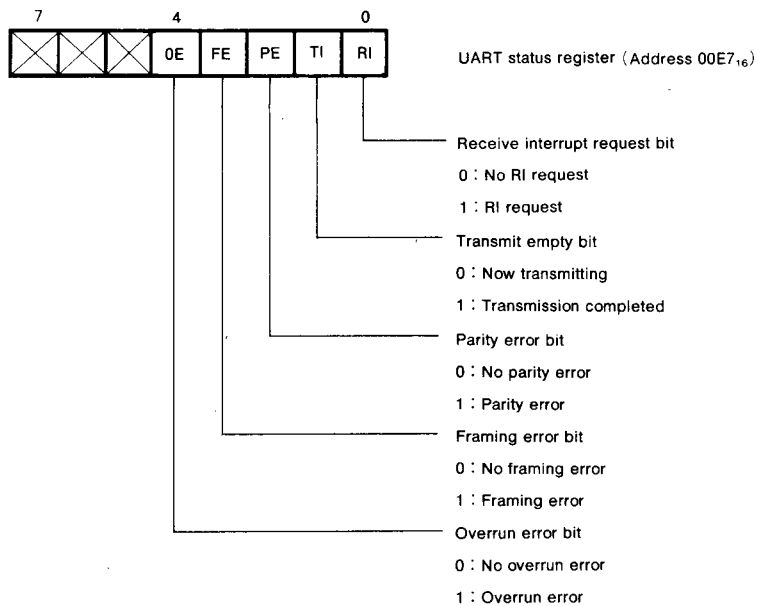 7 4 0
0E FE PE TI RI
UART status register (Address 00E7₁₆)
Receive interrupt request bit
0 : No RI request
1 : RI request
Transmit empty bit
0 : Now transmitting
1 : Transmission completed
Parity error bit
0 : No parity error
1 : Parity error
Framing error bit
0 : No framing error
1 : Framing error
Overrun error bit
0 : No overrun error
1 : Overrun error